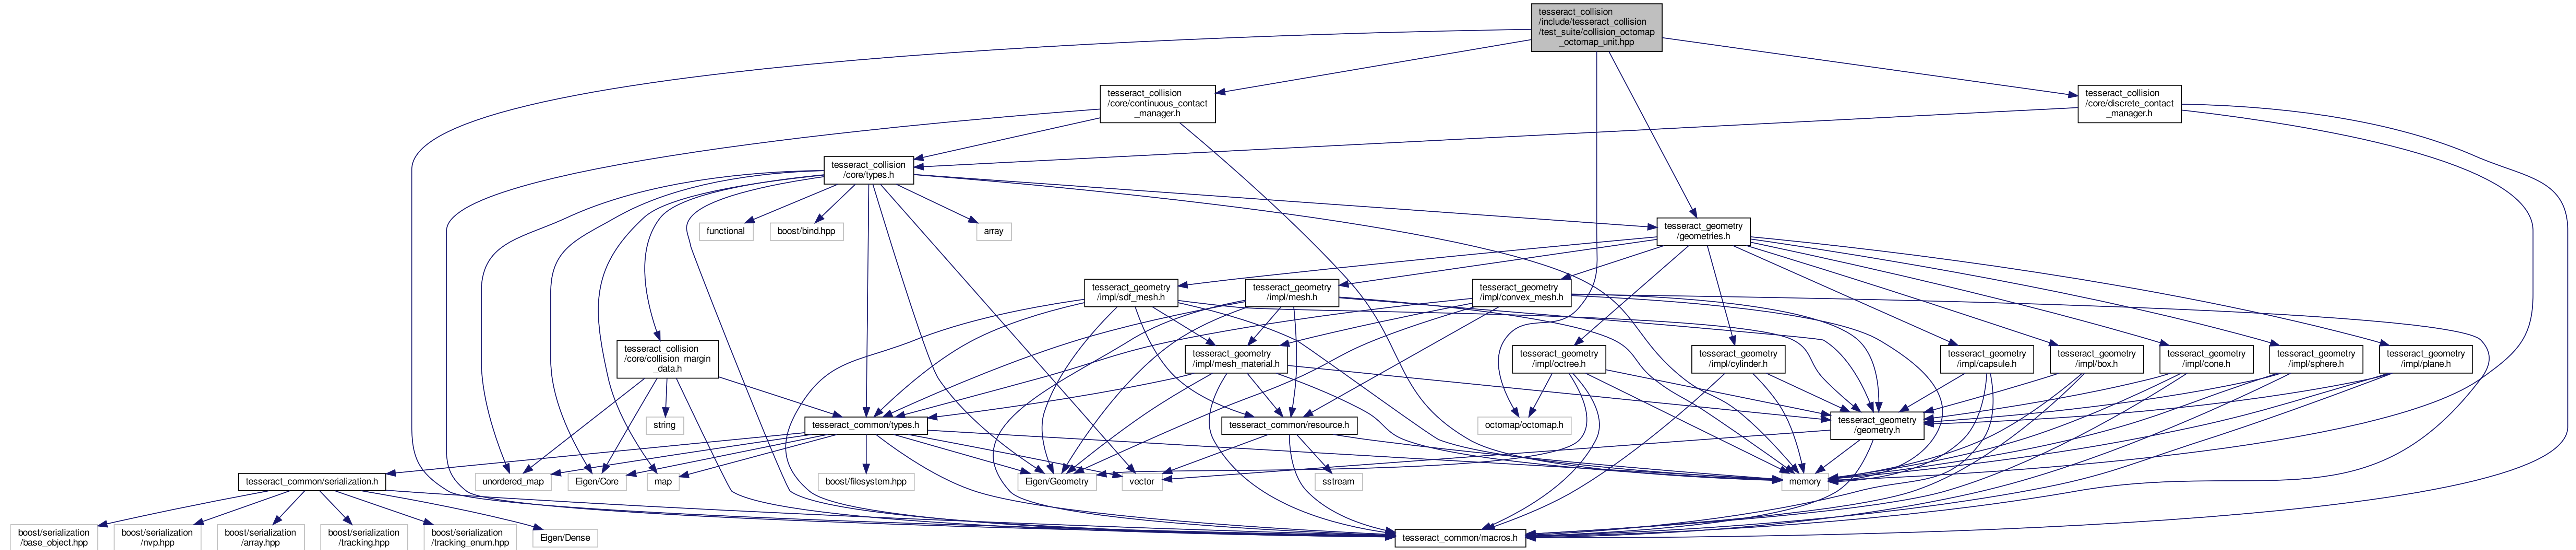 tesseract_collision
/include/tesseract_collision
/test_suite/collision_octomap
_octomap_unit.hpp
tesseract_collision
/core/continuous_contact
_manager.h
tesseract_collision
/core/discrete_contact
_manager.h
tesseract_collision
/core/types.h
functional
boost/bind.hpp
array
tesseract_geometry
/geometries.h
tesseract_geometry
/impl/sdf_mesh.h
tesseract_geometry
/impl/mesh.h
tesseract_geometry
/impl/convex_mesh.h
tesseract_collision
/core/collision_margin
_data.h
tesseract_geometry
/impl/mesh_material.h
tesseract_geometry
/impl/octree.h
tesseract_geometry
/impl/cylinder.h
tesseract_geometry
/impl/capsule.h
tesseract_geometry
/impl/box.h
tesseract_geometry
/impl/cone.h
tesseract_geometry
/impl/sphere.h
tesseract_geometry
/impl/plane.h
string
tesseract_common/types.h
tesseract_common/resource.h
octomap/octomap.h
tesseract_geometry
/geometry.h
tesseract_common/serialization.h
unordered_map
Eigen/Core
map
boost/filesystem.hpp
Eigen/Geometry
vector
sstream
memory
boost/serialization
/base_object.hpp
boost/serialization
/nvp.hpp
boost/serialization
/array.hpp
boost/serialization
/tracking.hpp
boost/serialization
/tracking_enum.hpp
Eigen/Dense
tesseract_common/macros.h